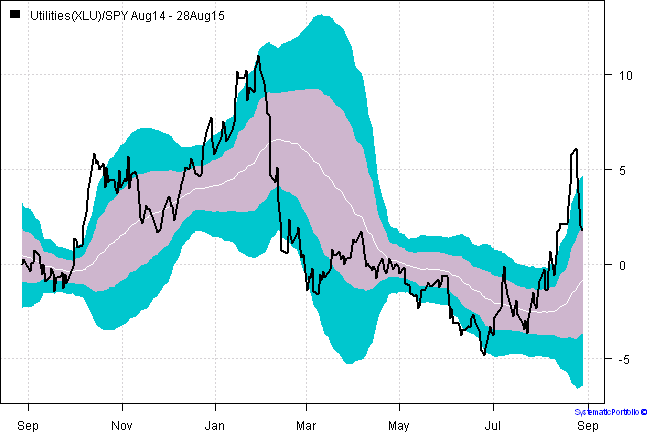 Utilities(XLU)/SPY Aug14 - 28Aug15
10
5
0
-5
Sep Nov Jan Mar May Jul Sep
SystematicPortfolio ©